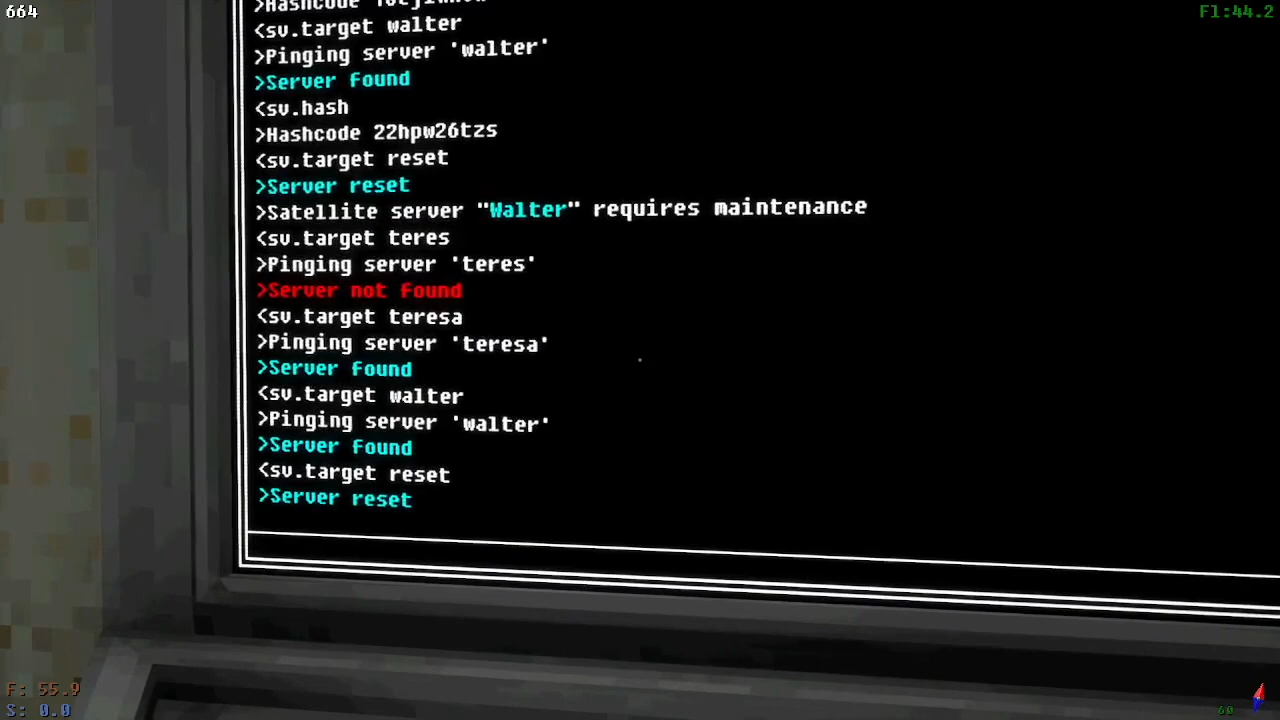 664
F1:44.2
>Hashcode
<sv.target walter
>Pinging server 'walter'
>Server Found
<sv.hash
>Hashcode 22hpw26tzs
<sv.target reset
>Server reset
>Satellite server "Walter" requires maintenance
<sv.target teres
>Pinging server 'teres'
>Server not found
<sv.target teresa
>Pinging server 'teresa'
>Server Found
<sv.target walter
>Pinging server 'walter'
>Server Found
<sv.target reset
>Server reset
F: 55.9
S: 0.0
60